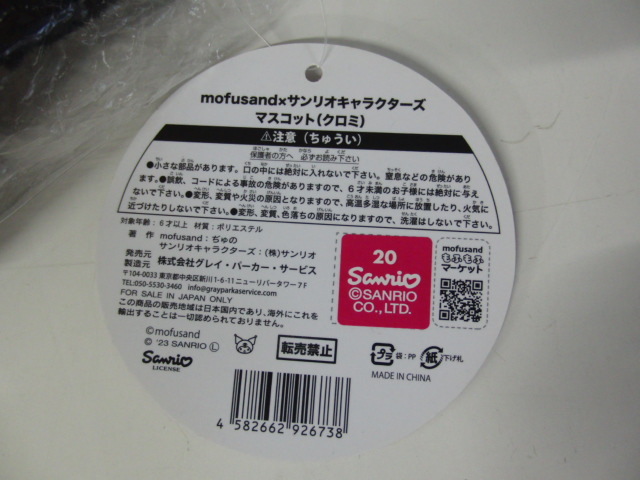 mofusand×サンリオキャラクターズ
マスコット(クロミ)
⚠注意(ちゅうい)
保護者の方へ 必ずお読み下さい
●小さな部品があります。口の中には絶対に入れないで下さい。窒息などの危険があり
ます。●誤飲、コードによる事故の危険がありますので、6才未満のお子様には絶対に与え
ないで下さい。●変形、変質や火災の原因となりますので、高温多湿な場所に放置したり、火気に
近づけたりしないで下さい。●変形、変質、色落ちの原因になりますので、洗濯はしないで下さい。
対象年齢:6才以上 材質:ポリエステル
著作 mofusand:ぢゅの
サンリオキャラクターズ:(株)サンリオ
発売元
製造元 株式会社グレイ・パーカー・サービス
〒104-0033 東京都中央区新川1-6-11ニューリバータワー7F
TEL:050-5530-3460 info@grayparkaservice.com
FOR SALE IN JAPAN ONLY
この商品の販売地域は日本国内であり、海外にこれを
輸出することは一切認められておりません。
20
Sanrio
©SANRIO
CO., LTD.
mofusand
もふもふ
マーケット
©mofusand
© '23 SANRIO Ⓛ
Sanrio
LICENSE
転売禁止
プラ 袋:PP 紙 下げ札
MADE IN CHINA
4 582662 926738